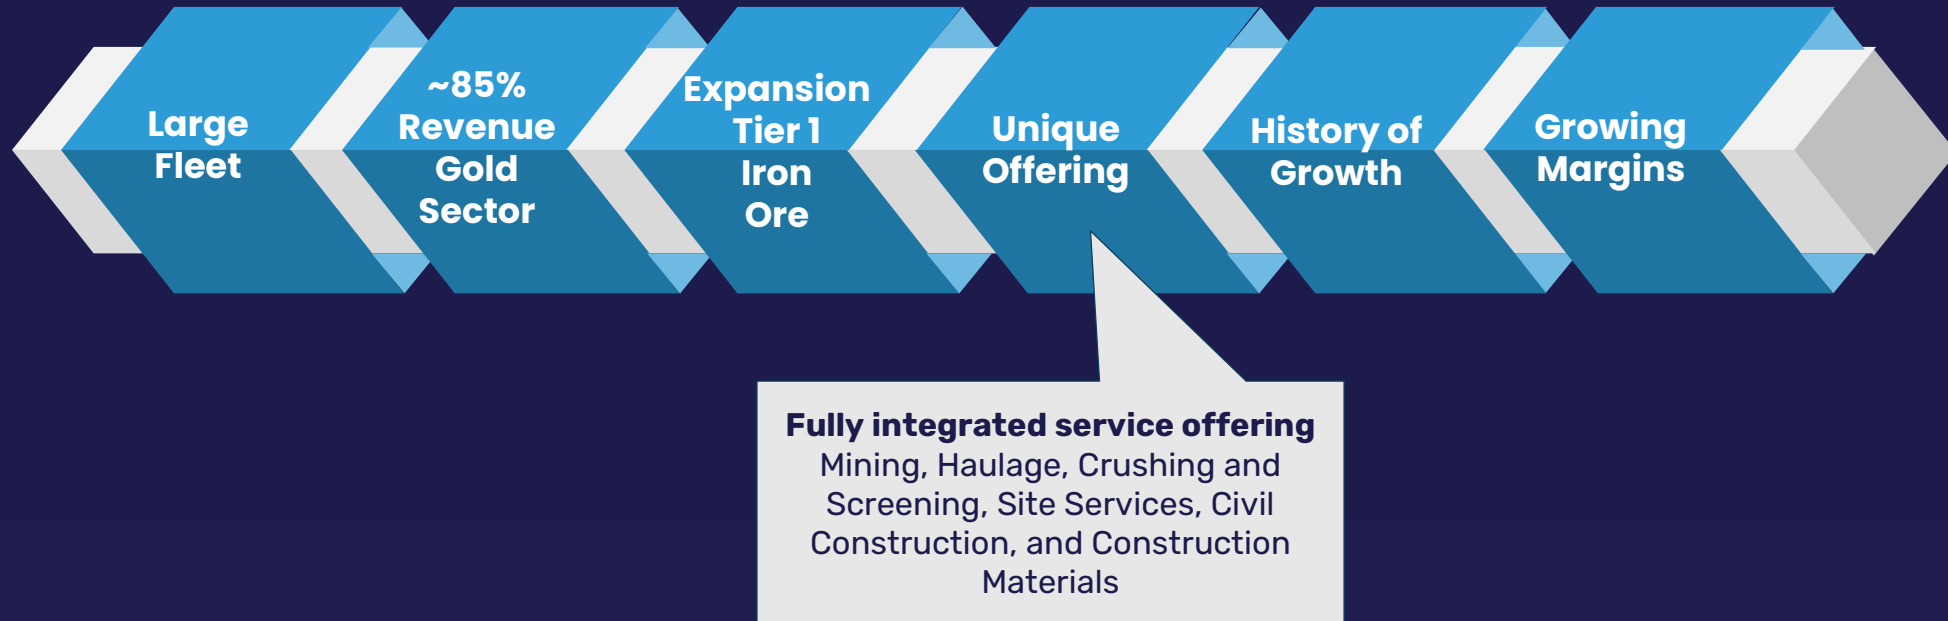 Large
Fleet
~85%
Revenue
Gold
Sector
Expansion
Tier 1
Iron
Ore
Unique
Offering
History of
Growth
Growing
Margins
Fully integrated service offering
Mining, Haulage, Crushing and
Screening, Site Services, Civil
Construction, and Construction
Materials